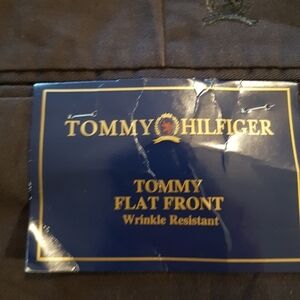 TOMMY HILFIGER
TOMMY
FLAT FRONT
Wrinkle Resistant